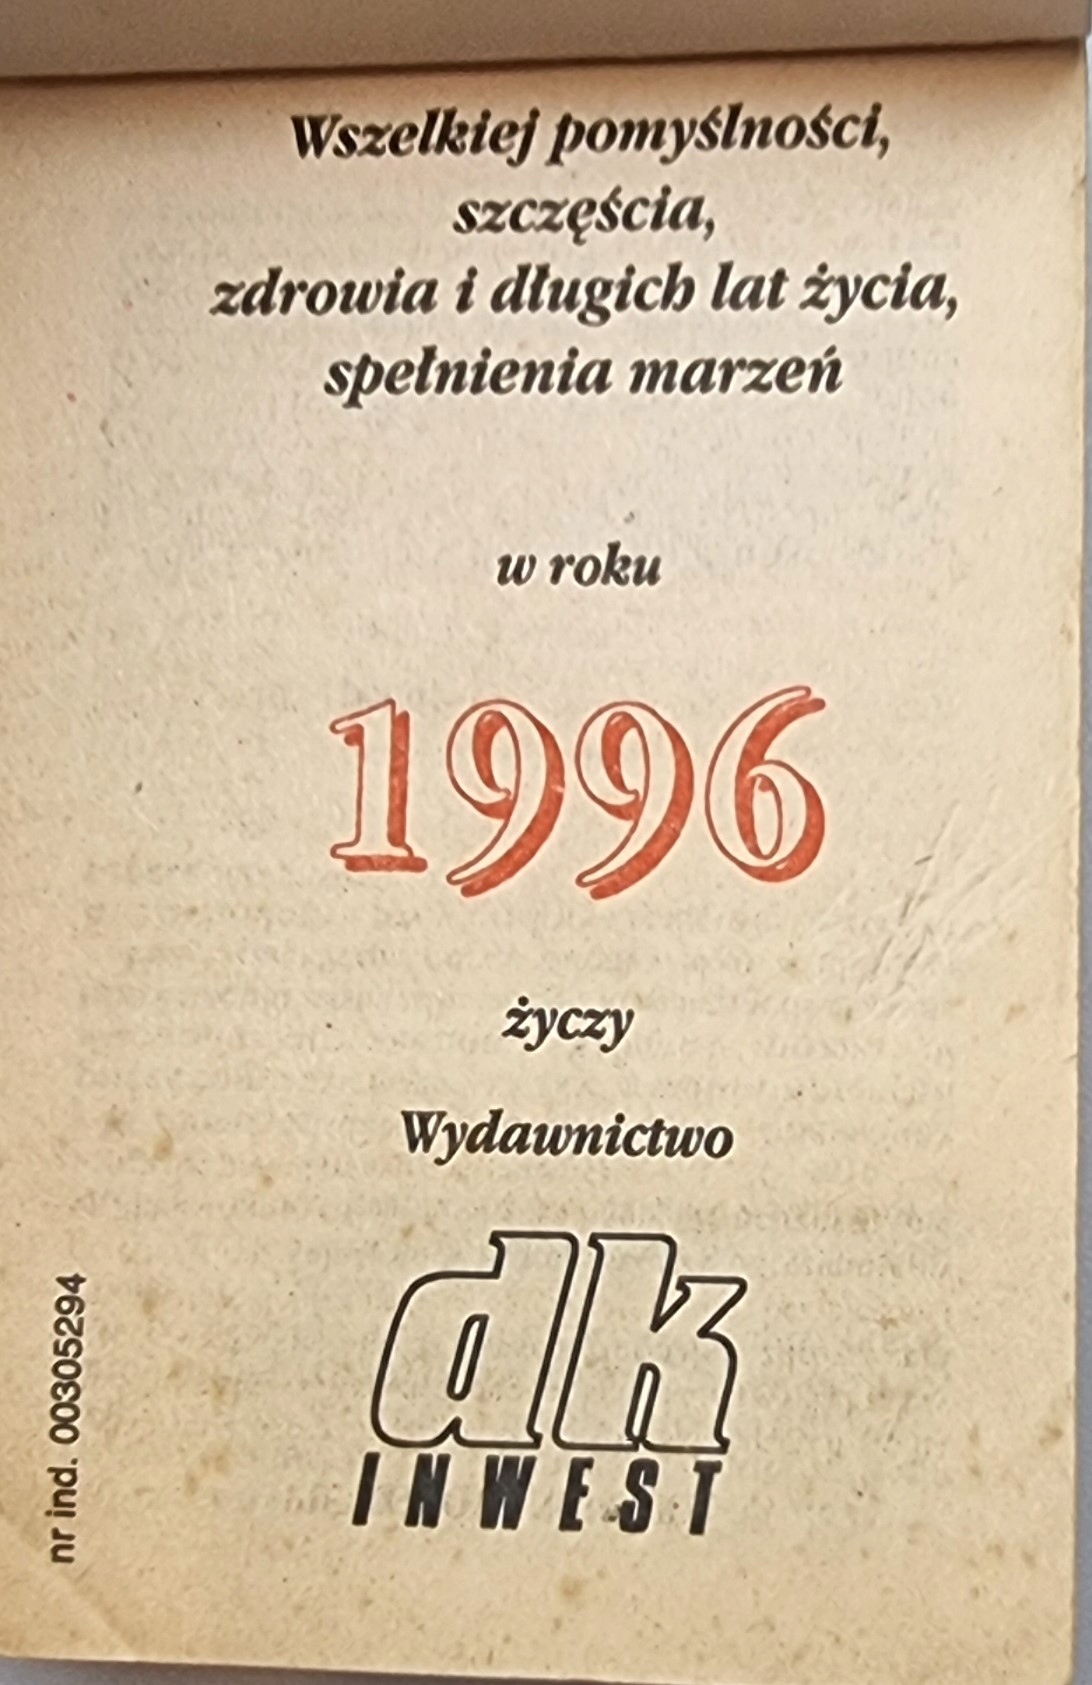 Wszelkiej pomyślności,
szczęścia,
zdrowia i długich lat życia,
spełnienia marzeń
w roku
1996
życzy
Wydawnictwo
dk
INWEST
nr ind. 00305294